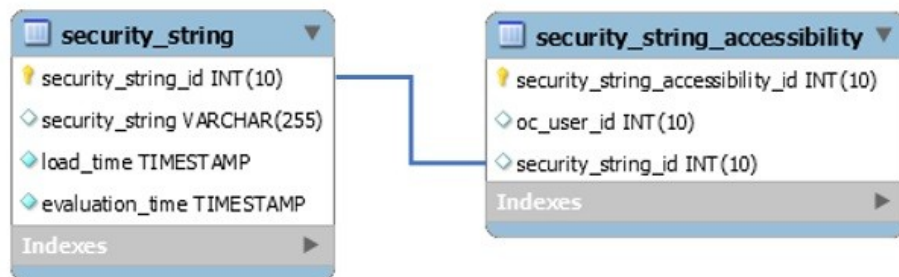 security_string
security_string_id INT(10)
security_string VARCHAR(255)
load_time TIMESTAMP
evaluation_time TIMESTAMP
Indexes
security_string_accessibility
security_string_accessibility_id INT(10)
oc_user_id INT(10)
security_string_id INT(10)
Indexes